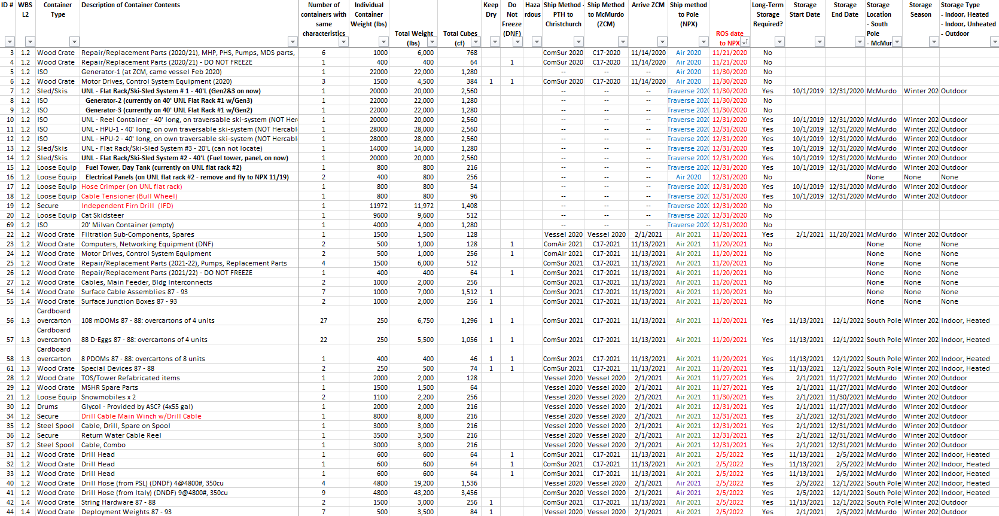 ID # WBS L2 Container Type Description of Container Contents Number of containers with same characteristics Individual Container Weight (lbs) Total Weight (lbs) Total Cubes (cf) Keep Dry Do Not Freeze (DNF) Haza rdous Ship Method - PTH to Christchurch Ship Method to McMurdo (ZCM) Arrive ZCM Ship method to Pole (NPX) ROS date to NPX Long-Term Storage Required? Storage Start Date Storage End Date Storage Location - South Pole - McMur Storage Season Storage Type - Indoor, Heated - Indoor, Unheated - Outdoor
3 1.2 Wood Crate Repair/Replacement Parts (2020/21), MHP, PHS, Pumps, MDS parts, 6 1000 6,000 768 ComSur 2020 C17-2020 11/14/2020 Air 2020 11/21/2020 No
4 1.2 Wood Crate Repair/Replacement Parts (2020/21) - DO NOT FREEZE 1 400 400 64 1 ComSur 2020 C17-2020 11/14/2020 Air 2020 11/21/2020 No
5 1.2 ISO Generator-1 (at ZCM, came vessel Feb 2020) 1 22000 22,000 1,280 -- -- -- Air 2020 11/30/2020 No
6 1.2 Wood Crate Motor Drives, Control System Equipment (2020) 3 1500 4,500 384 1 1 ComSur 2020 C17-2020 11/14/2020 Air 2020 11/30/2020 No
7 1.2 Sled/Skis UNL - Flat Rack/Ski-Sled System # 1 - 40'L (Gen2&3 on now) 1 20000 20,000 2,560 -- -- -- Traverse 2020 11/30/2020 Yes 10/1/2019 12/31/2020 McMurdo Winter 202 Outdoor
8 1.2 ISO Generator-2 (currently on 40' UNL Flat Rack #1 w/Gen3) 1 22000 22,000 1,280 -- -- -- Traverse 2020 11/30/2020 No
9 1.2 ISO Generator-3 (currently on 40' UNL Flat Rack #1 w/Gen2) 1 22000 22,000 1,280 -- -- -- Traverse 2020 11/30/2020 No
10 1.2 ISO UNL - Reel Container - 40' long, on traversable ski-system (NOT Her 1 20000 20,000 2,560 -- -- -- Traverse 2020 12/31/2020 Yes 10/1/2019 12/31/2020 McMurdo Winter 202 Outdoor
11 1.2 ISO UNL - HPU-1 - 40' long, on own traversable ski-system (NOT Hercabl 1 28000 28,000 2,560 -- -- -- Traverse 2020 12/31/2020 Yes 10/1/2019 12/31/2020 McMurdo Winter 202 Outdoor
12 1.2 ISO UNL - HPU-2 - 40' long, on own traversable ski-system (NOT Hercabl 1 28000 28,000 2,560 -- -- -- Traverse 2020 12/31/2020 Yes 10/1/2019 12/31/2020 McMurdo Winter 202 Outdoor
13 1.2 Sled/Skis UNL - Flat Rack/Ski-Sled System #3 - 20'L (can not locate) 1 14000 14,000 1,280 -- -- -- Traverse 2020 12/31/2020 Yes 10/1/2019 12/31/2020 McMurdo Winter 202 Outdoor
14 1.2 Sled/Skis UNL - Flat Rack/Ski-Sled System #2 - 40'L (Fuel tower, panel, on now) 1 20000 20,000 2,560 -- -- -- Traverse 2020 12/31/2020 Yes 10/1/2019 12/31/2020 McMurdo Winter 202 Outdoor
15 1.2 Loose Equip Fuel Tower, Day Tank (currently on UNL flat rack #2) 1 800 800 216 -- -- -- Traverse 2020 12/31/2020 Yes 10/1/2019 12/31/2020 McMurdo Winter 202 Outdoor
16 1.2 Loose Equip Electrical Panels (on UNL flat rack #2 - remove and fly to NPX 11/19) 2 400 800 256 -- -- -- Air 2020 12/31/2020 No None None None
17 1.2 Loose Equip Hose Crimper (on UNL flat rack) 1 800 800 54 -- -- -- Traverse 2020 12/31/2020 Yes 10/1/2019 12/31/2020 McMurdo Winter 202 Outdoor
18 1.2 Loose Equip Cable Tensioner (Bull Wheel) 1 800 800 96 -- -- -- Traverse 2020 12/31/2020 Yes 10/1/2019 12/31/2020 McMurdo Winter 202 Outdoor
19 1.2 Secure Independent Firn Drill (IFD) 1 11972 11,972 1,408 -- -- -- Traverse 2020 12/31/2020 No
20 1.2 Loose Equip Cat Skidsteer 1 9600 9,600 512 -- -- -- Traverse 2020 12/31/2020 No
69 1.2 ISO 20' Milvan Container (empty) 1 4000 4,000 1,280 -- -- -- Traverse 2020 12/31/2020 No
22 1.2 Wood Crate Filtration Sub-Components, Spares 1 1500 1,500 128 Vessel 2020 Vessel 2020 2/1/2021 Air 2021 11/20/2021 Yes 2/1/2021 11/20/2021 McMurdo Winter 202 Outdoor
23 1.2 Wood Crate Computers, Networking Equipment (DNF) 2 500 1,000 128 1 ComAir 2021 C17-2021 11/13/2021 Air 2021 11/20/2021 No None None None
24 1.2 Wood Crate Motor Drives, Control System Equipment 2 500 1,000 256 1 ComAir 2021 C17-2021 11/13/2021 Air 2021 11/20/2021 No None None None
25 1.2 Wood Crate Repair/Replacement Parts (2021-22), Pumps, Replacement Parts 4 1500 6,000 512 ComSur 2021 C17-2021 11/13/2021 Air 2021 11/20/2021 No None None None
26 1.2 Wood Crate Repair/Replacement Parts (2021/22) - DO NOT FREEZE 1 400 400 64 1 ComSur 2021 C17-2021 11/13/2021 Air 2021 11/20/2021 No None None None
27 1.2 Wood Crate Cables, Main Feeder, Bldg Interconnects 2 1000 2,000 256 ComSur 2021 C17-2021 11/13/2021 Air 2021 11/20/2021 No None None None
54 1.4 Wood Crate Surface Cable Assemblies 87 - 93 7 1000 7,000 1,512 1 ComSur 2021 C17-2021 11/13/2021 Air 2021 11/20/2021 No None None None
55 1.4 Wood Crate Surface Junction Boxes 87 - 93 2 1000 2,000 256 1 ComSur 2021 C17-2021 11/13/2021 Air 2021 11/20/2021 No None None None
56 1.3 Cardboard overcarton 108 mDOMs 87 - 88: overcartons of 4 units 27 250 6,750 1,296 1 1 ComSur 2021 C17-2021 11/13/2021 Air 2021 11/20/2021 Yes 11/13/2021 12/1/2022 South Pole Winter 202 Indoor, Heated
57 1.3 Cardboard overcarton 88 D-Eggs 87 - 88: overcartons of 4 units 22 250 5,500 1,056 1 1 ComSur 2021 C17-2021 11/13/2021 Air 2021 11/20/2021 Yes 11/13/2021 12/1/2022 South Pole Winter 202 Indoor, Heated
58 1.3 Cardboard overcarton 8 PDOMs 87 - 88: overcartons of 8 units 1 400 400 46 1 1 ComSur 2021 C17-2021 11/13/2021 Air 2021 11/20/2021 Yes 11/13/2021 12/1/2022 South Pole Winter 202 Indoor, Heated
61 1.3 Wood Crate Special Devices 87 - 88 2 250 500 74 1 1 ComSur 2021 C17-2021 11/13/2021 Air 2021 11/20/2021 Yes 11/13/2021 12/1/2022 South Pole Winter 202 Indoor, Heated
28 1.2 Wood Crate TOS/Tower Refabricated items 1 2000 2,000 128 Vessel 2020 Vessel 2020 2/1/2021 Air 2021 11/27/2021 Yes 2/1/2021 11/27/2021 McMurdo Winter 202 Outdoor
29 1.2 Wood Crate MSHR Spare Parts 1 1500 1,500 64 Vessel 2020 Vessel 2020 2/1/2021 Air 2021 11/27/2021 Yes 2/1/2021 11/27/2021 McMurdo Winter 202 Outdoor
21 1.2 Loose Equip Snowmobiles x 2 2 1100 2,200 256 Vessel 2020 Vessel 2020 2/1/2021 Air 2021 11/30/2021 Yes 2/1/2021 11/30/2021 McMurdo Winter 202 Outdoor
30 1.2 Drums Glycol - Provided by ASC? (4x55 gal) 1 2000 2,000 216 Vessel 2020 Vessel 2020 2/1/2021 Air 2021 12/31/2021 Yes 2/1/2021 11/27/2021 McMurdo Winter 202 Outdoor
34 1.2 Secure Drill Cable Main Winch w/Drill Cable 1 8000 8,000 216 Vessel 2020 Vessel 2020 2/1/2021 Air 2021 12/31/2021 Yes 2/1/2021 12/31/2021 McMurdo Winter 202 Outdoor
35 1.2 Steel Spool Cable, Drill, Spare on Spool 1 3000 3,000 216 Vessel 2020 Vessel 2020 2/1/2021 Air 2021 12/31/2021 Yes 2/1/2021 12/31/2021 McMurdo Winter 202 Outdoor
36 1.2 Secure Return Water Cable Reel 1 3500 3,500 216 Vessel 2020 Vessel 2020 2/1/2021 Air 2021 12/31/2021 Yes 2/1/2021 12/31/2021 McMurdo Winter 202 Outdoor
37 1.2 Steel Spool Cable, Combo 1 3000 3,000 216 Vessel 2020 Vessel 2020 2/1/2021 Air 2021 12/31/2021 Yes 2/1/2021 12/31/2021 McMurdo Winter 202 Outdoor
31 1.2 Wood Crate Drill Head 1 600 600 64 1 ComSur 2021 C17-2021 11/13/2021 Air 2021 2/5/2022 Yes 11/13/2021 2/5/2022 McMurdo Winter 202 Indoor, Heated
32 1.2 Wood Crate Drill Head 1 600 600 64 1 ComSur 2021 C17-2021 11/13/2021 Air 2021 2/5/2022 Yes 11/13/2021 2/5/2022 McMurdo Winter 202 Indoor, Heated
33 1.2 Wood Crate Drill Head 1 600 600 64 1 ComSur 2021 C17-2021 11/13/2021 Air 2021 2/5/2022 Yes 11/13/2021 2/5/2022 McMurdo Winter 202 Indoor, Heated
40 1.2 Wood Crate Drill Hose (from PSL) (DNDF) 4@4800#, 350cu 4 4800 19,200 1,536 Vessel 2020 Vessel 2020 2/1/2021 Air 2021 2/5/2022 Yes 2/5/2022 12/1/2022 South Pole Winter 202 Indoor, Heated
41 1.2 Wood Crate Drill Hose (from Italy) (DNDF) 9@4800#, 350cu 9 4800 43,200 3,456 ComSur 2020 Vessel 2020 2/1/2021 Air 2021 2/5/2022 Yes 2/5/2022 12/1/2022 South Pole Winter 202 Indoor, Heated
42 1.4 Wood Crate String Hardware 87 - 88 2 1500 3,000 256 1 ComSur 2021 C17-2021 11/13/2021 Air 2021 2/5/2022 Yes 11/13/2021 12/1/2022 South Pole Winter 202 Outdoor
44 1.4 Wood Crate Deployment Weights 87 - 93 7 500 3,500 84 1 Vessel 2020 Vessel 2020 2/1/2021 Air 2021 2/5/2022 Yes 2/1/2021 2/5/2022 McMurdo Winter 202 Outdoor